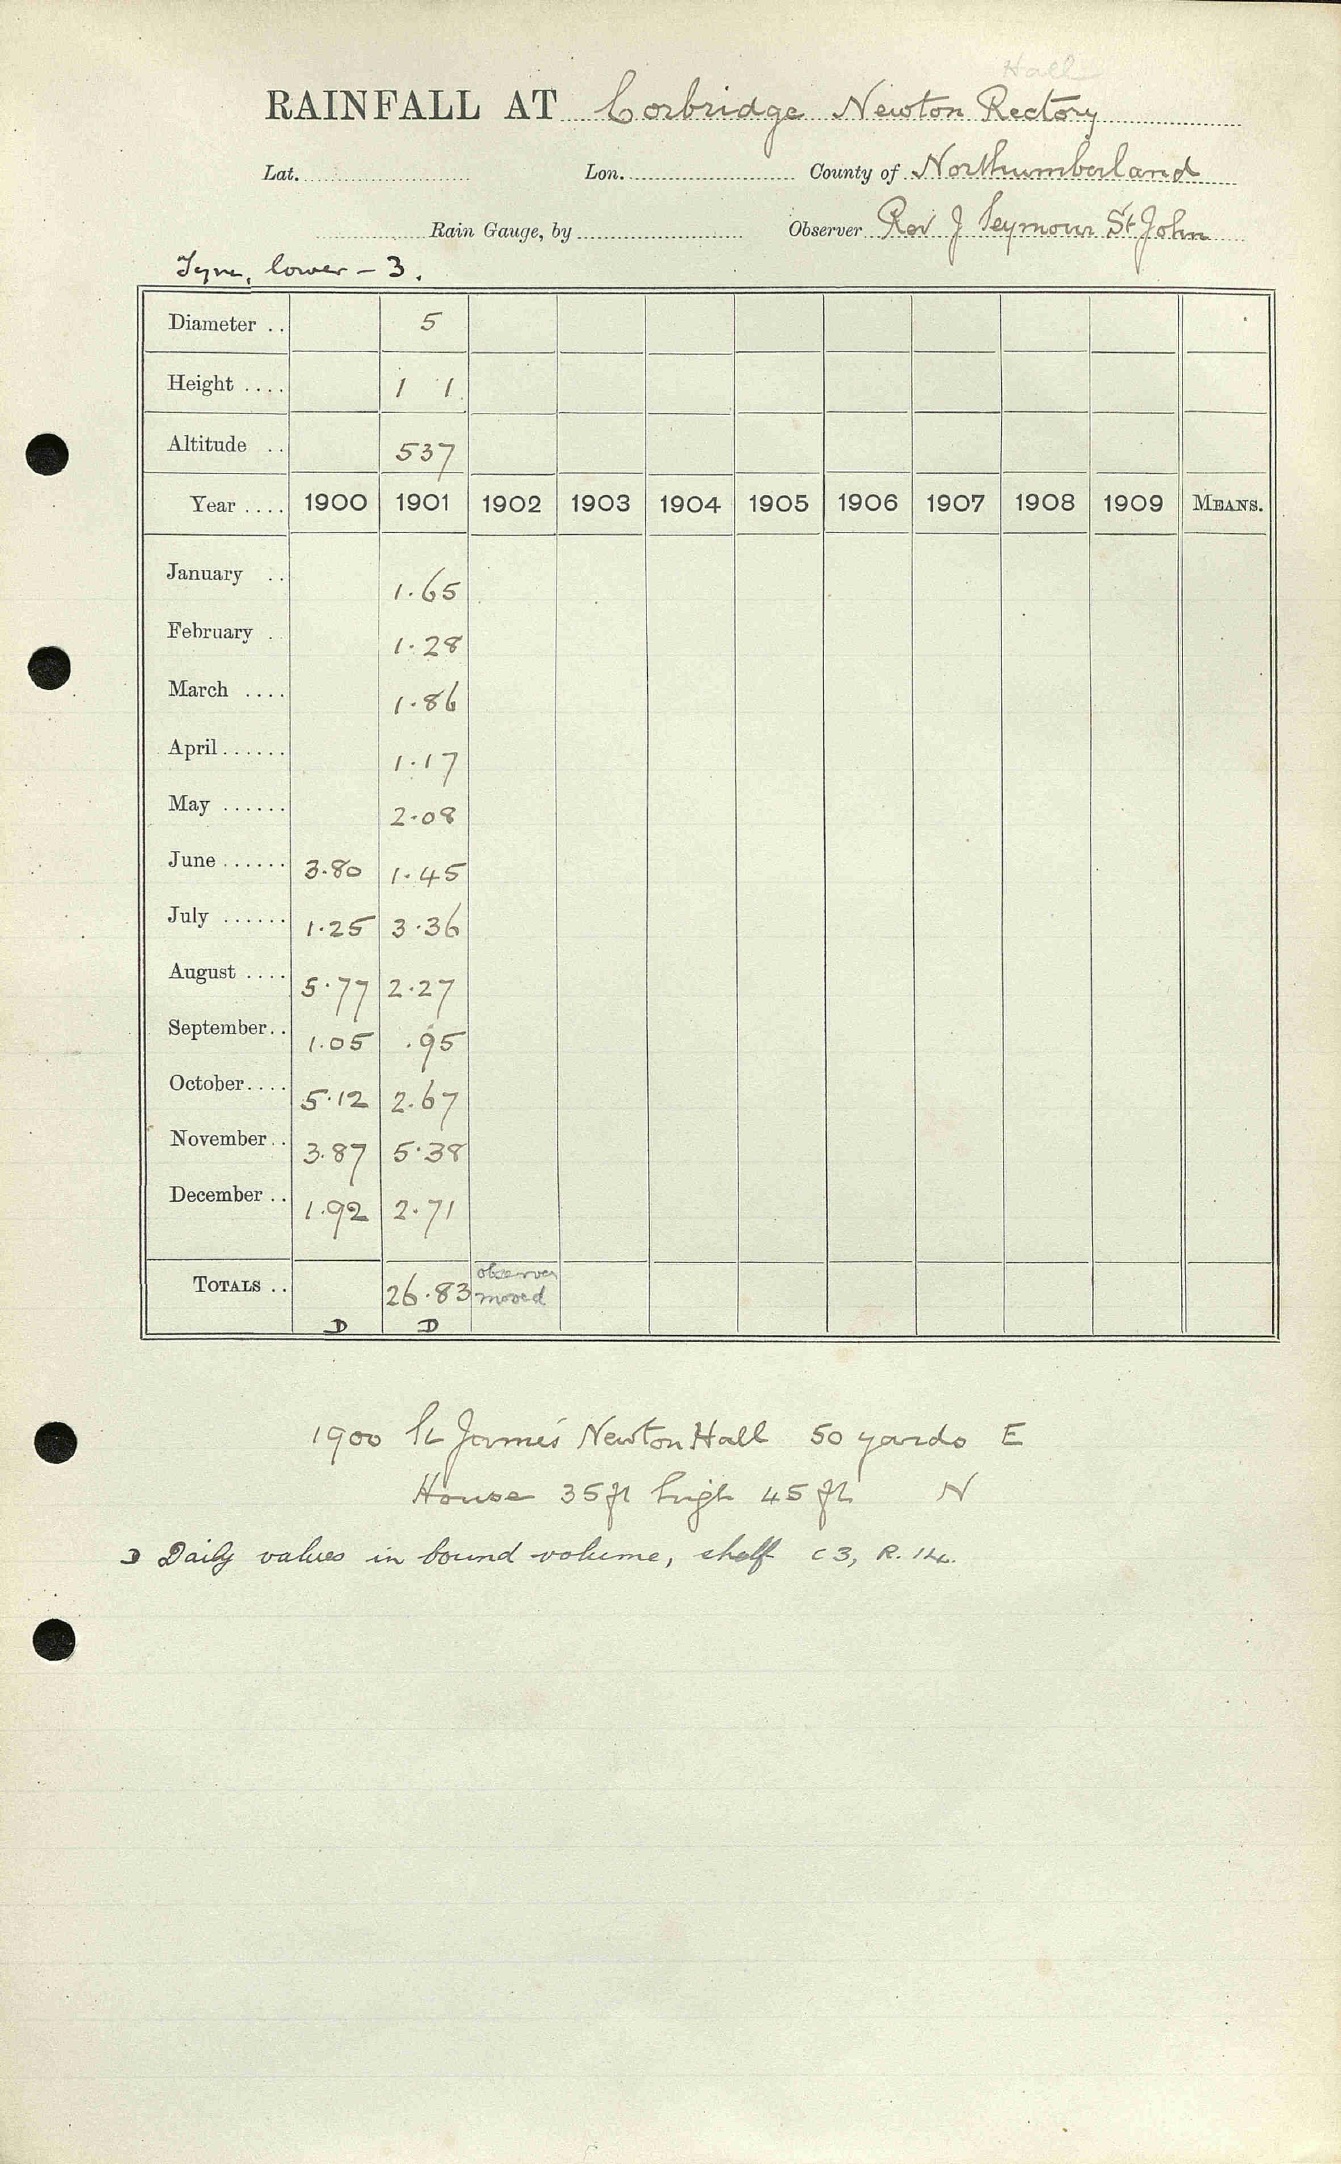 Hall
RAINFALL AT Corbridge Newton Rectory
Lat. Lon. County of Northumberland
Rain Gauge, by Observer Rev J Seymour St John
Tyne, lower - 3.
Diameter .. 5
Height .... 1 1
Altitude .. 537
Year .... 1900 1901 1902 1903 1904 1905 1906 1907 1908 1909 MEANS.
January .. 1.65
February . 1.28
March .... 1.86
April ...... 1.17
May ...... 2.08
June ...... 3.80 1.45
July ...... 1.25 3.36
August .... 5.77 2.27
September .. 1.05 .95
October .... 5.12 2.67
November .. 3.87 5.38
December .. 1.92 2.71
TOTALS .. 26.83 observer moved
D D
1900 St James' Newton Hall 50 yards E
House 35 ft high 45 ft N
D Daily values in bound volume, shelf C3, R. 14.